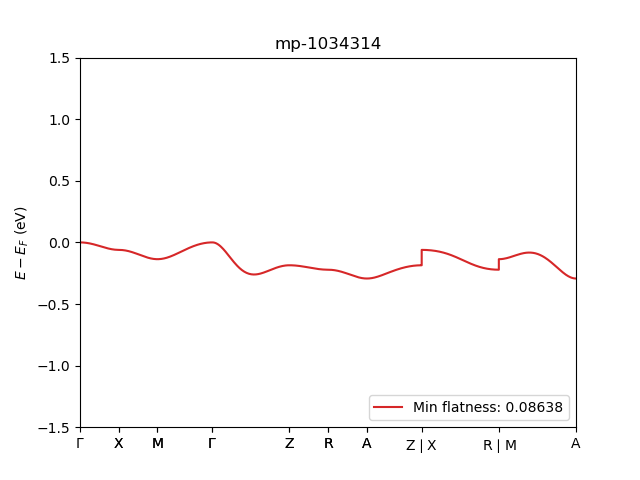 mp-1034314
1.5
1.0
0.5
0.0
−0.5
−1.0
−1.5
E − E_F (eV)
Min flatness: 0.08638
Γ X M Γ Z R A Z | X R | M A